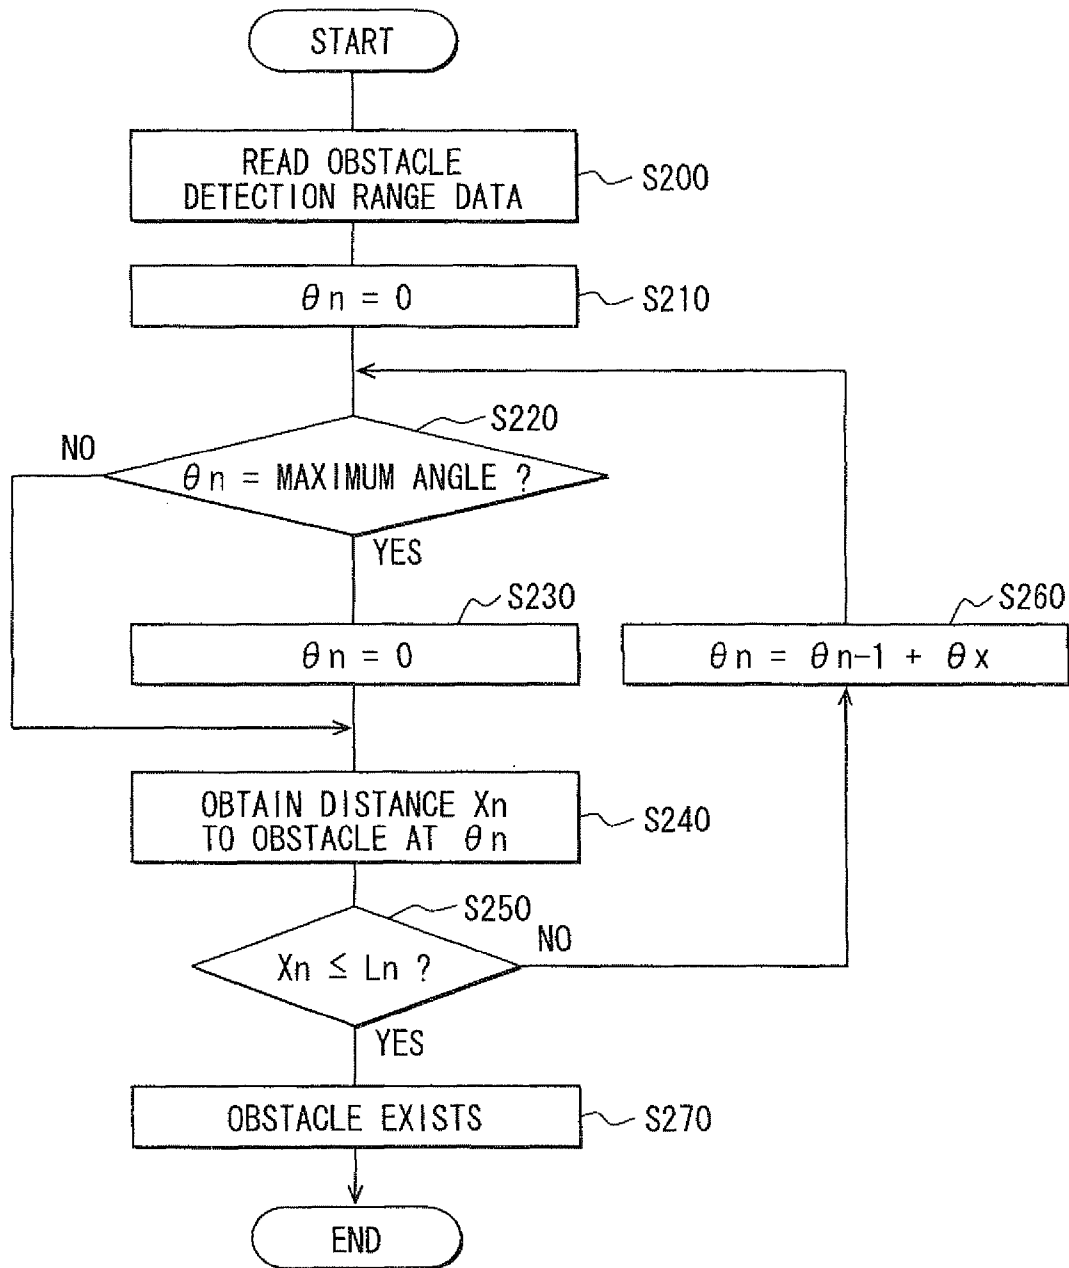 START
READ OBSTACLE
DETECTION RANGE DATA
S200
θn = 0
S210
S220
NO
θn = MAXIMUM ANGLE ?
YES
S230
θn = 0
S260
θn = θn-1 + θx
OBTAIN DISTANCE Xn
TO OBSTACLE AT θn
S240
S250
NO
Xn ≤ Ln ?
YES
OBSTACLE EXISTS
S270
END